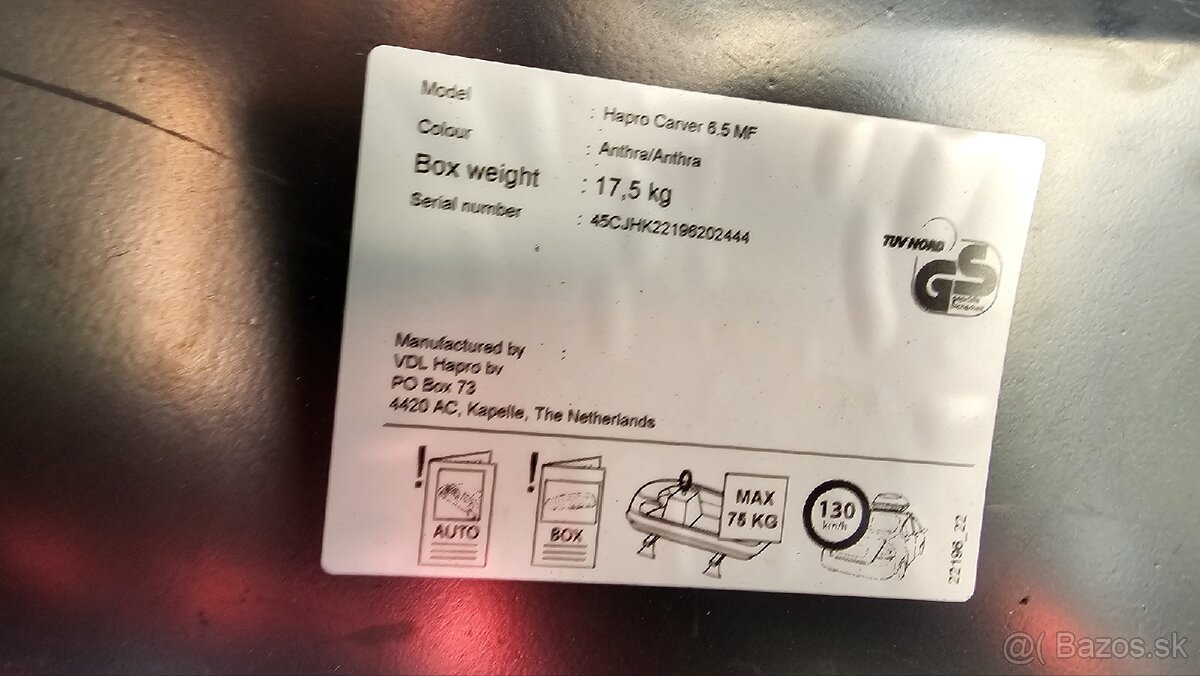 Model : Hapro Carver 6.5 MF
Colour : Anthra/Anthra
Box weight : 17,5 kg
Serial number : 45CJHK22196202444
TÜV NORD
GS
geprüfte
Sicherheit
Manufactured by :
VDL Hapro bv
PO Box 73
4420 AC, Kapelle, The Netherlands
! AUTO
! BOX
MAX
75 KG
130
km/h
22196_22
@( Bazos.sk